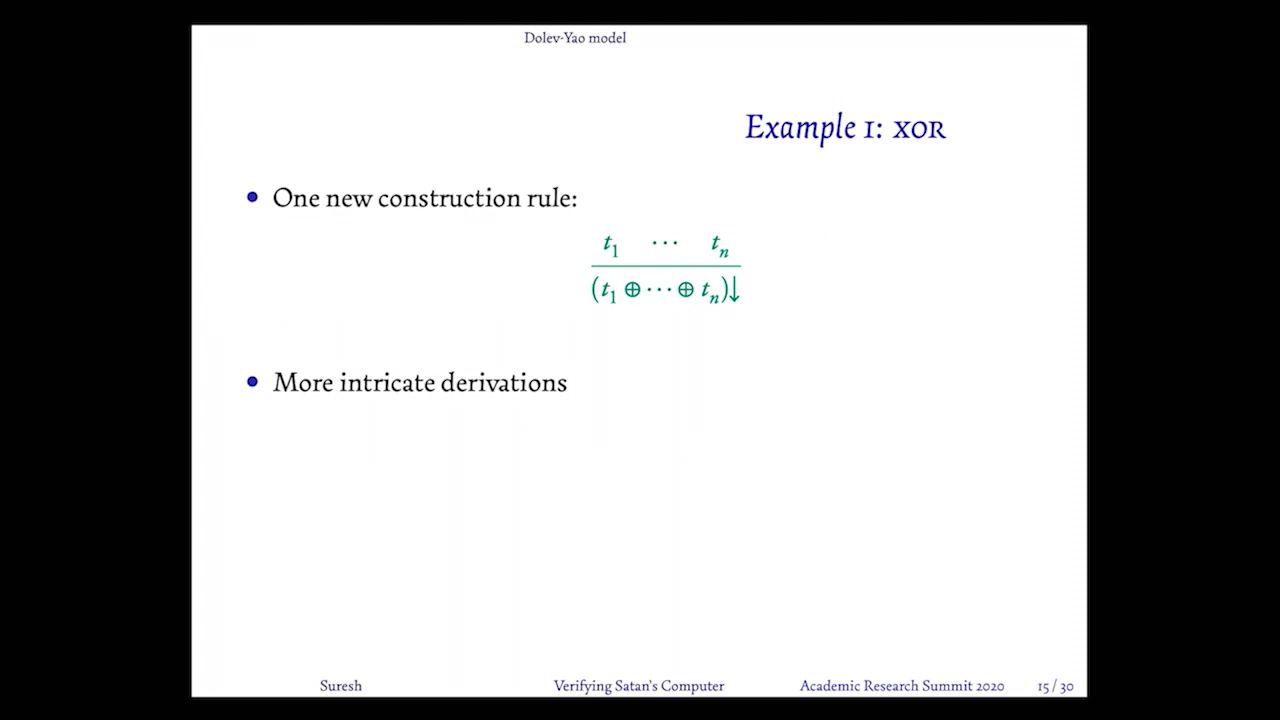 Dolev-Yao model
Example 1: XOR
• One new construction rule:
t₁ ⋯ tₙ
(t₁ ⊕ ⋯ ⊕ tₙ)↓
• More intricate derivations
Suresh Verifying Satan's Computer Academic Research Summit 2020 15 / 30